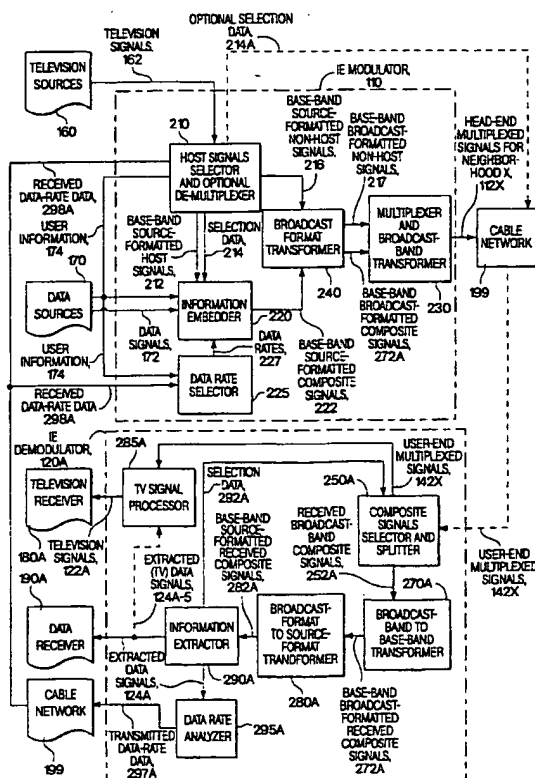 TELEVISION
SIGNALS,
162
OPTIONAL SELECTION
DATA,
214A
TELEVISION
SOURCES
160
IE MODULATOR,
110
210
HOST SIGNALS
SELECTOR
AND OPTIONAL
DE-MULTIPLEXER
BASE-BAND
SOURCE-
FORMATTED
NON-HOST
SIGNALS,
216
BASE-BAND
BROADCAST-
FORMATTED
NON-HOST
SIGNALS,
217
HEAD-END
MULTIPLEXED
SIGNALS FOR
NEIGHBOR-
HOOD X,
112X
RECEIVED
DATA-RATE DATA,
298A
USER
INFORMATION,
174
170
BASE-BAND
SOURCE-
FORMATTED
HOST
SIGNALS,
212
SELECTION
DATA,
214
BROADCAST
FORMAT
TRANSFORMER
240
MULTIPLEXER
AND
BROADCAST-
BAND
TRANSFORMER
230
CABLE
NETWORK
199
DATA
SOURCES
DATA
SIGNALS,
172
INFORMATION
EMBEDDER
220
BASE-BAND
BROADCAST-
FORMATTED
COMPOSITE
SIGNALS,
272A
USER
INFORMATION,
174
DATA
RATES,
227
BASE-BAND
SOURCE-
FORMATTED
COMPOSITE
SIGNALS,
222
RECEIVED
DATA-RATE DATA
298A
DATA RATE
SELECTOR
225
IE DEMODULATOR,
120A
285A
TELEVISION
RECEIVER
180A
TV SIGNAL
PROCESSOR
SELECTION
DATA,
292A
250A
USER-END
MULTIPLEXED
SIGNALS,
142X
COMPOSITE
SIGNALS
SELECTOR AND
SPLITTER
TELEVISION
SIGNALS,
122A
190A
EXTRACTED
(TV) DATA
SIGNALS,
124A-5
BASE-BAND
SOURCE-
FORMATTED
RECEIVED
COMPOSITE
SIGNALS,
282A
RECEIVED
BROADCAST-
BAND
COMPOSITE
SIGNALS,
252A
270A
USER-END
MULTIPLEXED
SIGNALS,
142X
DATA
RECEIVER
INFORMATION
EXTRACTOR
290A
BROADCAST-
FORMAT
TO SOURCE-
FORMAT
TRANDFORMER
280A
BROADCAST-
BAND TO
BASE-BAND
TRANSFORMER
EXTRACTED
DATA
SIGNALS,
124A
CABLE
NETWORK
199
TRANSMITTED
DATA-RATE
DATA,
297A
DATA RATE
ANALYZER
295A
BASE-BAND
BROADCAST-
FORMATTED
RECEIVED
COMPOSITE
SIGNALS,
272A